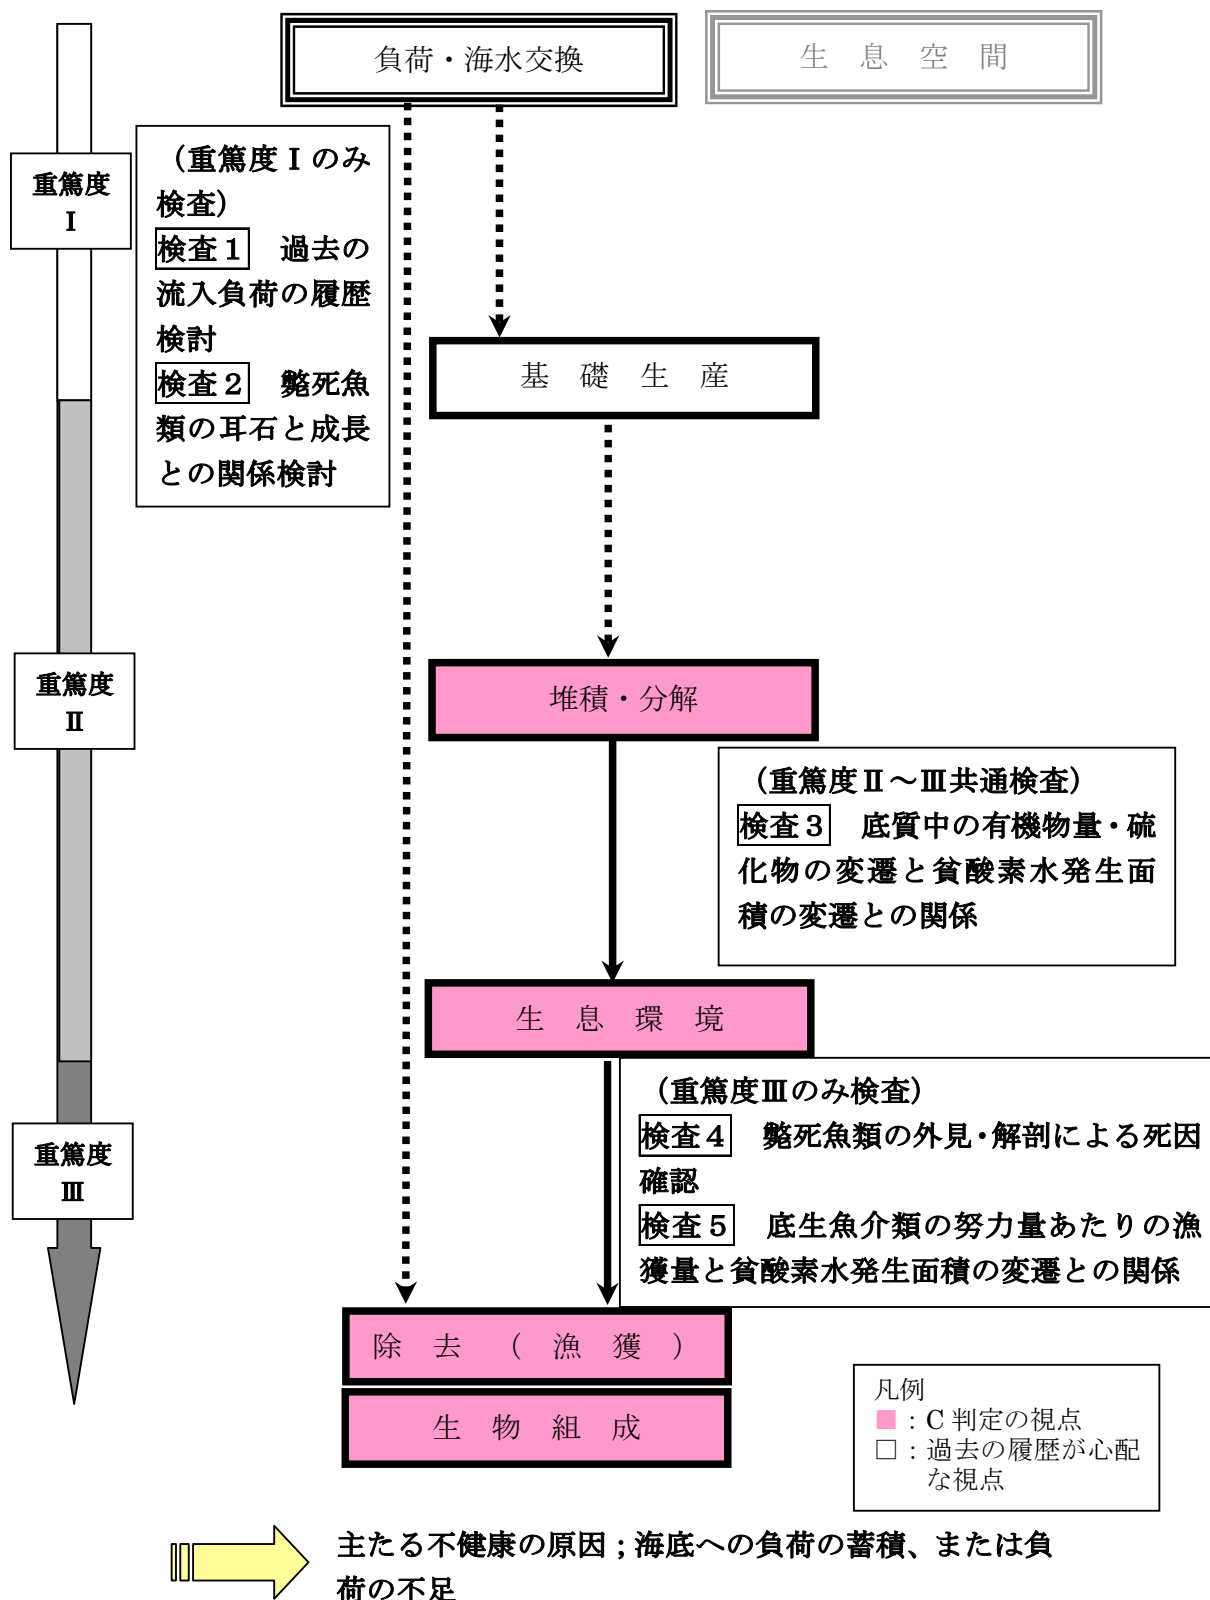 負荷・海水交換
生 息 空 間
重篤度
Ⅰ
（重篤度Ⅰのみ
検査）
検査１ 過去の
流入負荷の履歴
検討
検査２ 斃死魚
類の耳石と成長
との関係検討
基 礎 生 産
重篤度
Ⅱ
堆積・分解
（重篤度Ⅱ～Ⅲ共通検査）
検査３ 底質中の有機物量・硫
化物の変遷と貧酸素水発生面
積の変遷との関係
生 息 環 境
重篤度
Ⅲ
（重篤度Ⅲのみ検査）
検査４ 斃死魚類の外見・解剖による死因
確認
検査５ 底生魚介類の努力量あたりの漁
獲量と貧酸素水発生面積の変遷との関係
除 去 （ 漁 獲 ）
生 物 組 成
凡例
■：C 判定の視点
□：過去の履歴が心配
な視点
主たる不健康の原因；海底への負荷の蓄積、または負
荷の不足